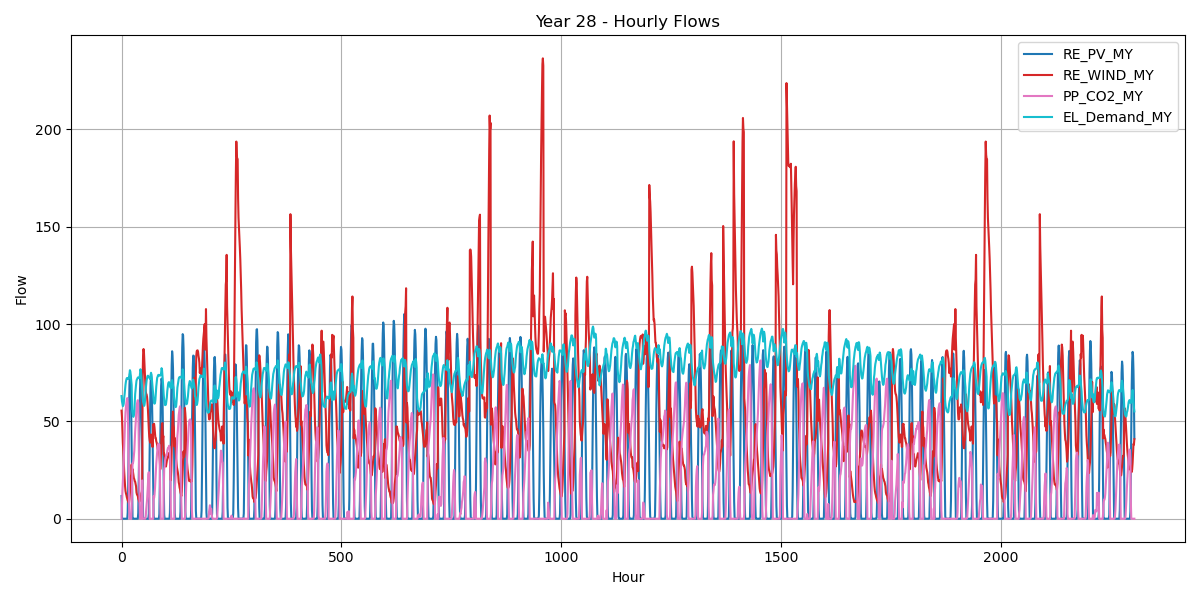 Year 28 - Hourly Flows
RE_PV_MY
RE_WIND_MY
PP_CO2_MY
EL_Demand_MY
200
150
100
50
0
Flow
0 500 1000 1500 2000
Hour